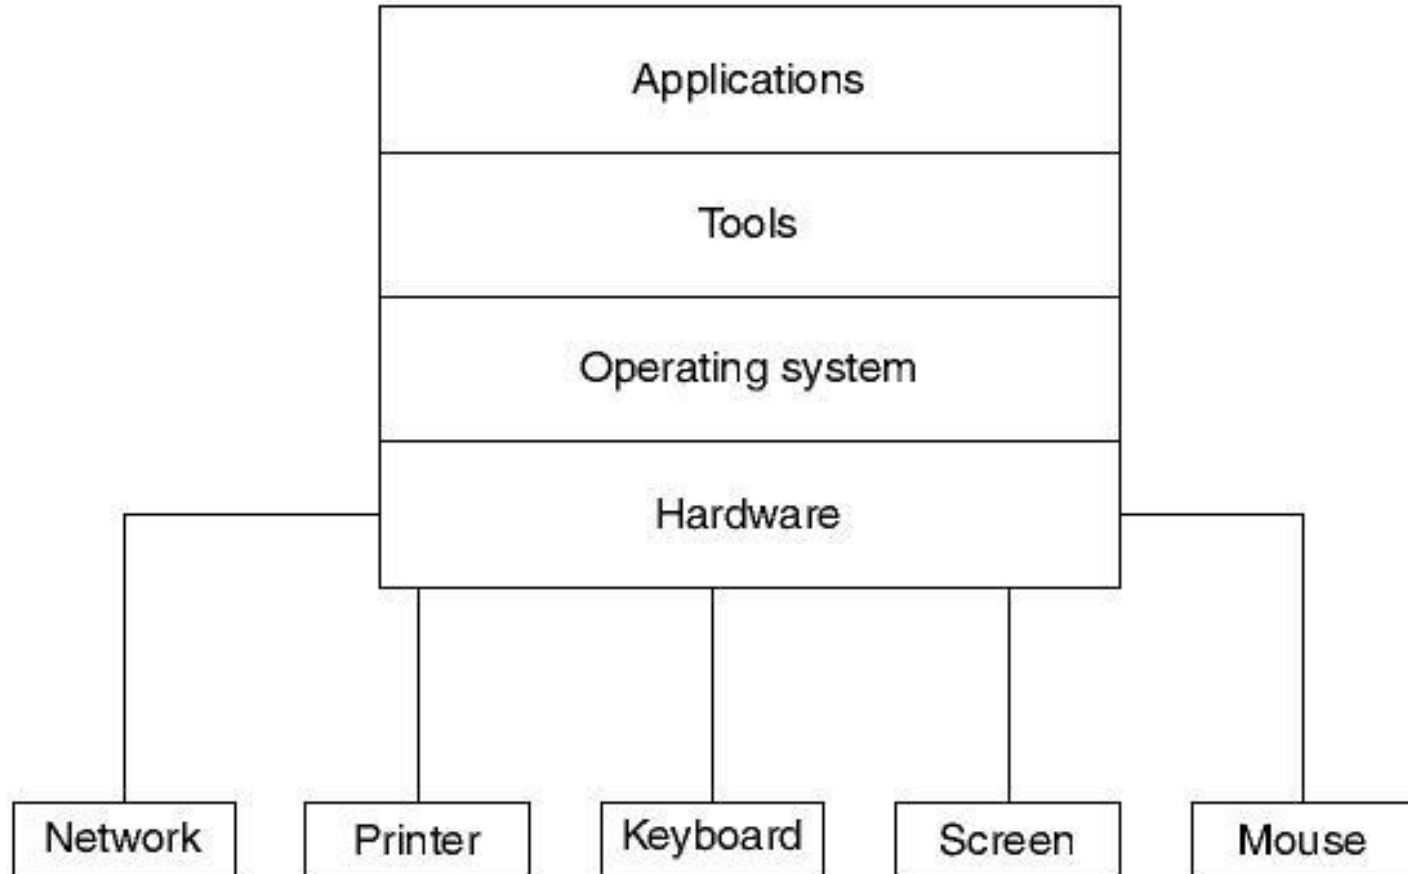 Applications
Tools
Operating system
Hardware
Network
Printer
Keyboard
Screen
Mouse